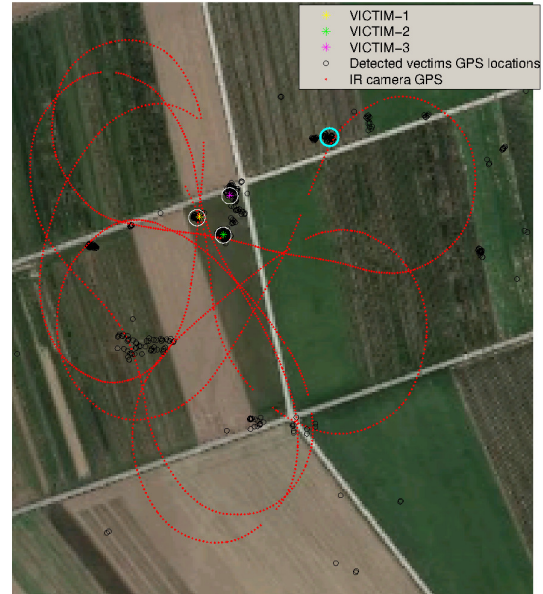 VICTIM-1
VICTIM-2
VICTIM-3
Detected vectims GPS locations
IR camera GPS